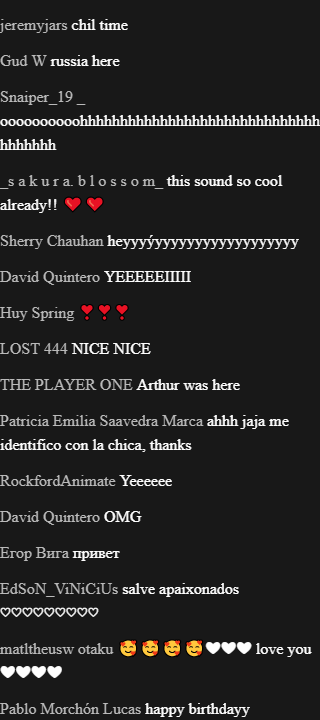 jeremyjars chil time
Gud W russia here
Snaiper_19 _
oooooooooohhhhhhhhhhhhhhhhhhhhhhhhhhhhhh
hhhhhhh
_s a k u r a. b l o s s o m_ this sound so cool
already!! ❤️ ❤️
Sherry Chauhan heyyyýyyyyyyyyyyyyyyyyyyyy
David Quintero YEEEEEIIIII
Huy Spring ❣️❣️❣️
LOST 444 NICE NICE
THE PLAYER ONE Arthur was here
Patricia Emilia Saavedra Marca ahhh jaja me
identifico con la chica, thanks
RockfordAnimate Yeeeeee
David Quintero OMG
Егор Вига привет
EdSoN_ViNiCiUs salve apaixonados
♡♡♡♡♡♡♡♡♡
matltheusw otaku 🥰 🥰 🥰 🥰🤍🤍🤍 love you
🤍🤍🤍🤍
Pablo Morchón Lucas happy birthdayy